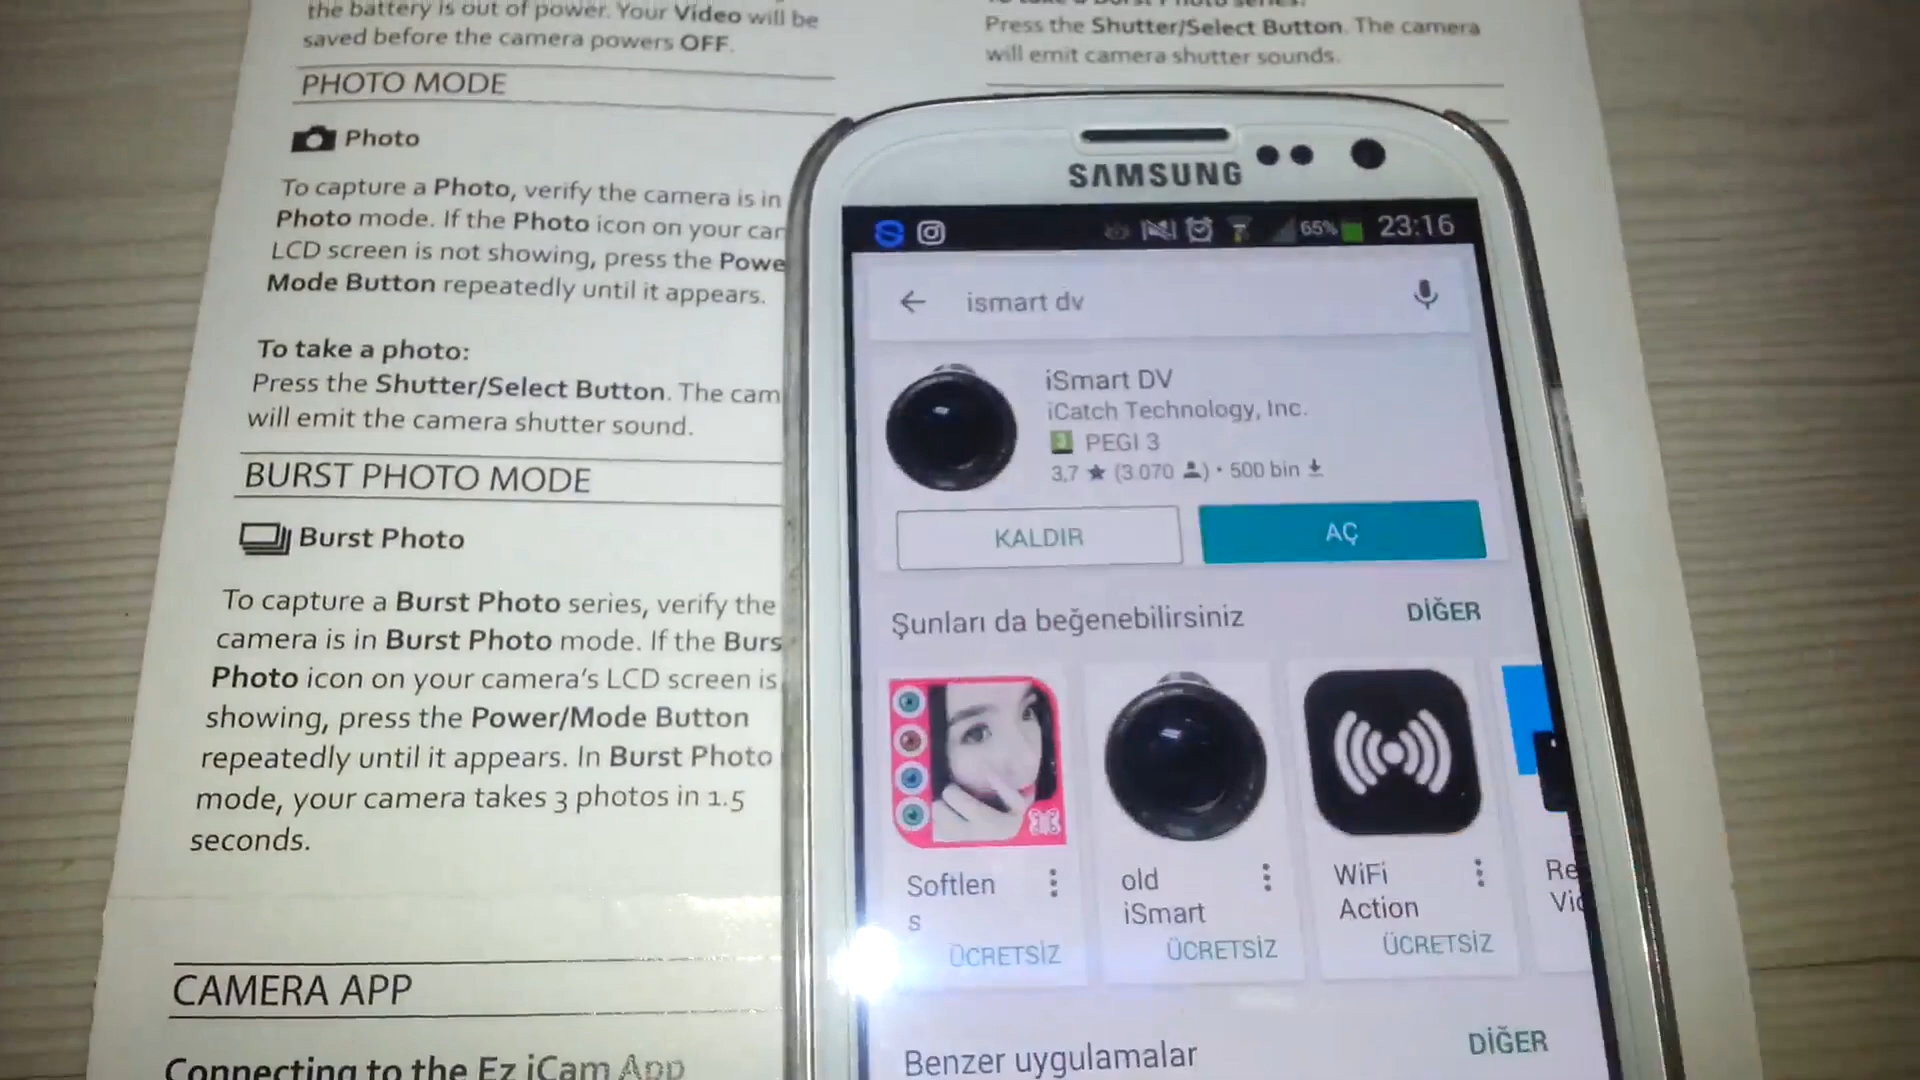 the battery is out of power. Your Video will be
saved before the camera powers OFF.
PHOTO MODE
Photo
To capture a Photo, verify the camera is in
Photo mode. If the Photo icon on your
LCD screen is not showing, press the
Mode Button repeatedly until it appears.
To take a photo:
Press the Shutter/Select Button. The
will emit the camera shutter sound.
BURST PHOTO MODE
Burst Photo
To capture a Burst Photo series, verify the
camera is in Burst Photo mode. If the
Photo icon on your camera's LCD screen is
showing, press the Power/Mode Button
repeatedly until it appears. In Burst Photo
mode, your camera takes 3 photos in 1.5
seconds.
CAMERA APP
Connecting to the Ez iCam App
Press the Shutter/Select Button. The camera
will emit camera shutter sounds.
SAMSUNG
65% 23:16
ismart dv
iSmart DV
iCatch Technology, Inc.
3 PEGI 3
3,7 ★ (3.070) • 500 bin
KALDIR
AÇ
Şunları da beğenebilirsiniz
DİĞER
Softlen
s
ÜCRETSİZ
old
iSmart
ÜCRETSİZ
WiFi
Action
ÜCRETSİZ
Re
Vic
Benzer uygulamalar
DİĞER